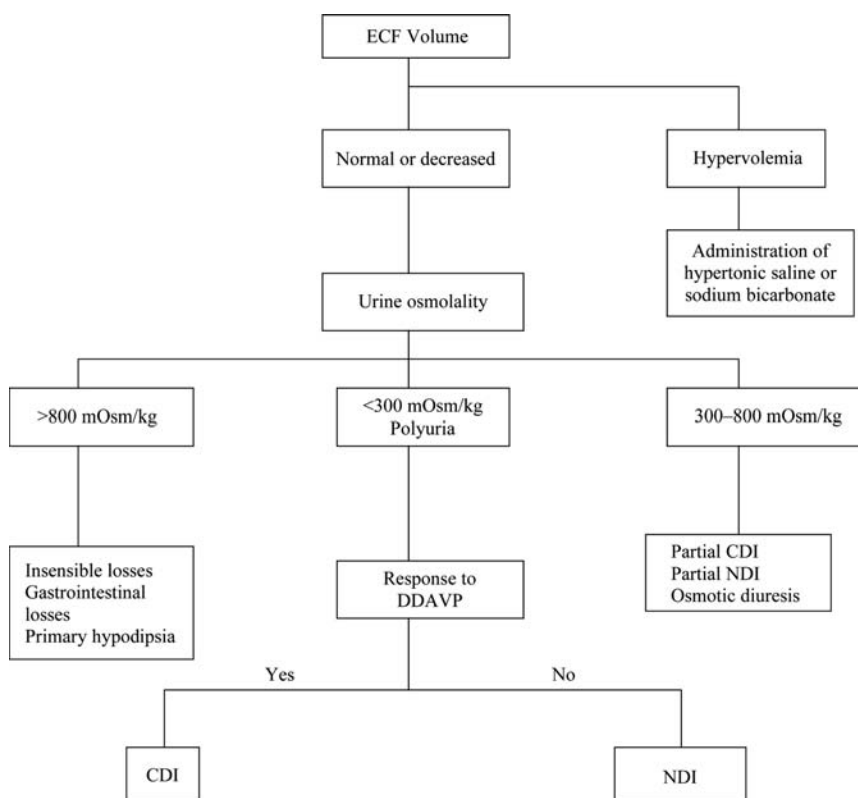 ECF Volume
Normal or decreased
Hypervolemia
Administration of
hypertonic saline or
sodium bicarbonate
Urine osmolality
>800 mOsm/kg
<300 mOsm/kg
Polyuria
300–800 mOsm/kg
Insensible losses
Gastrointestinal
losses
Primary hypodipsia
Response to
DDAVP
Partial CDI
Partial NDI
Osmotic diuresis
Yes
No
CDI
NDI